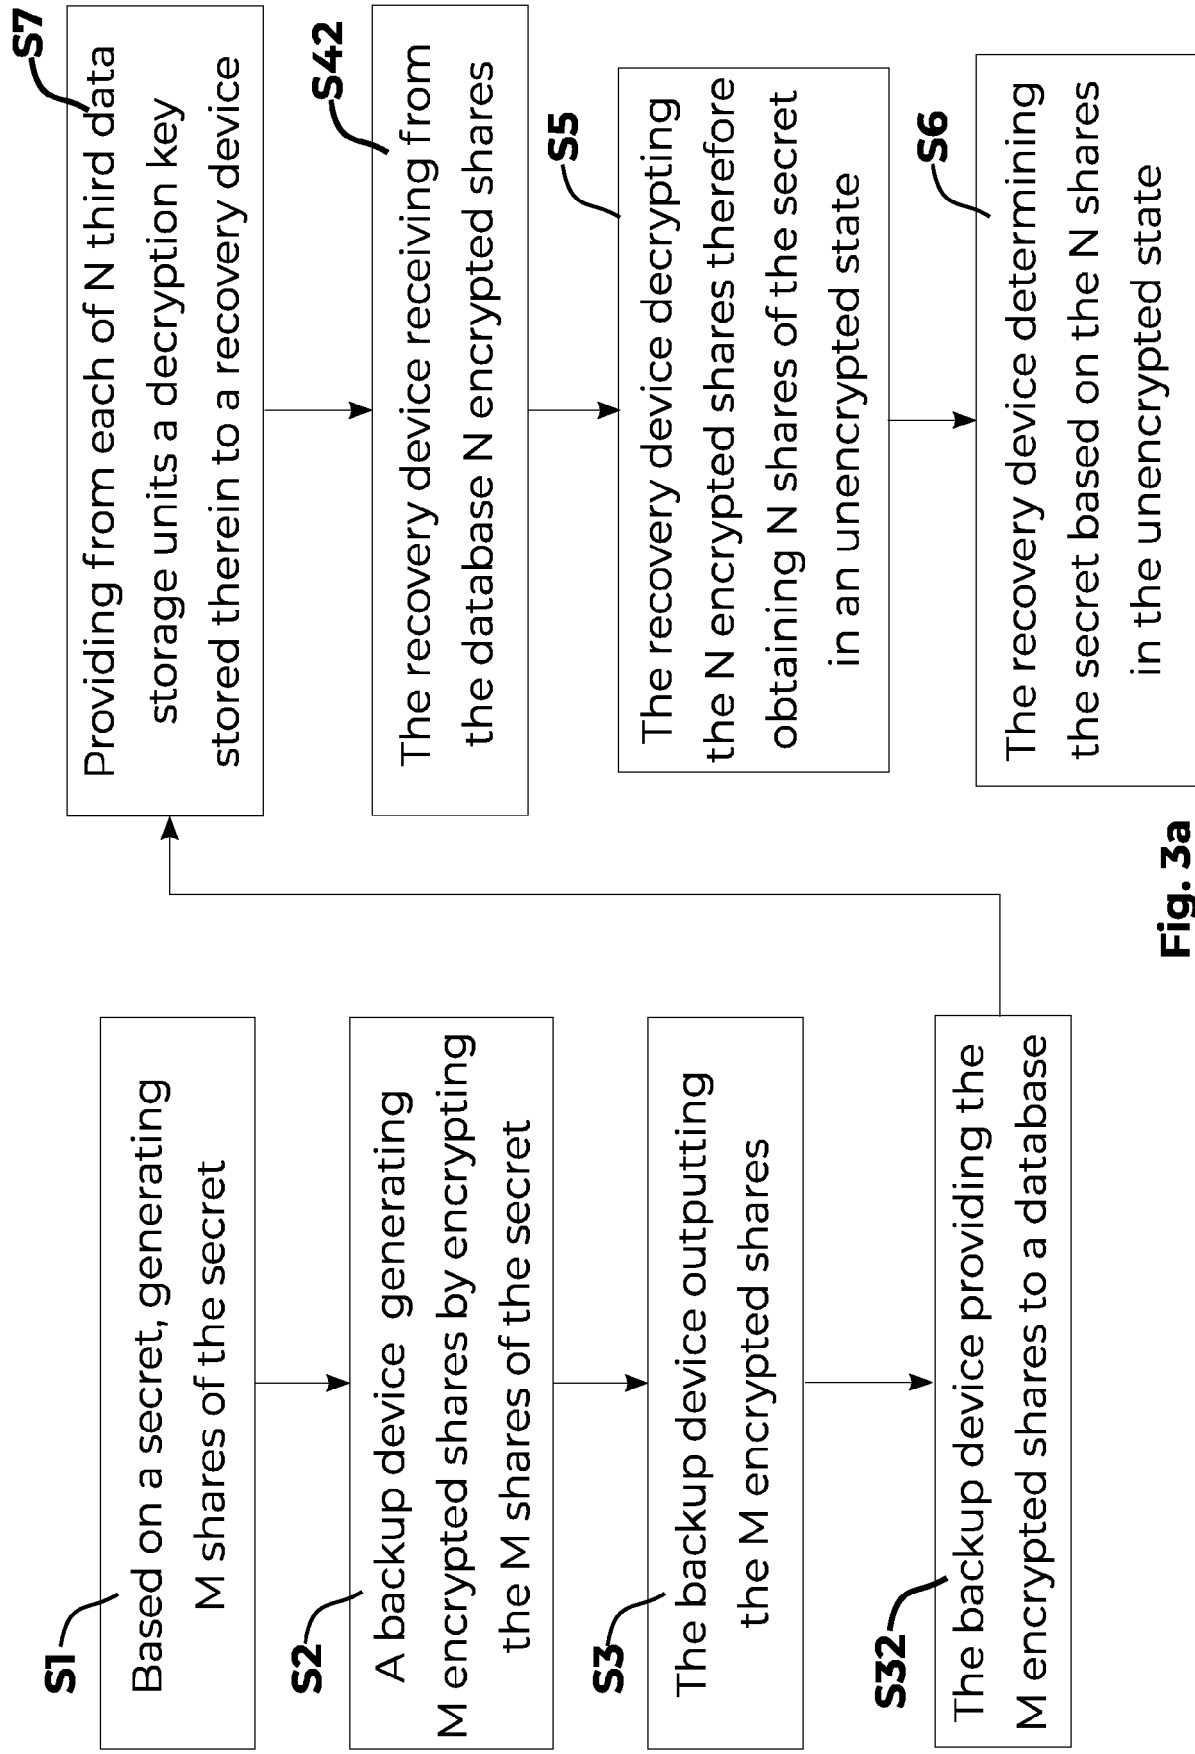 S1
Based on a secret, generating
M shares of the secret
S2
A backup device generating
M encrypted shares by encrypting
the M shares of the secret
S3
The backup device outputting
the M encrypted shares
S32
The backup device providing the
M encrypted shares to a database
S7
Providing from each of N third data
storage units a decryption key
stored therein to a recovery device
S42
The recovery device receiving from
the database N encrypted shares
S5
The recovery device decrypting
the N encrypted shares therefore
obtaining N shares of the secret
in an unencrypted state
S6
The recovery device determining
the secret based on the N shares
in the unencrypted state
Fig. 3a